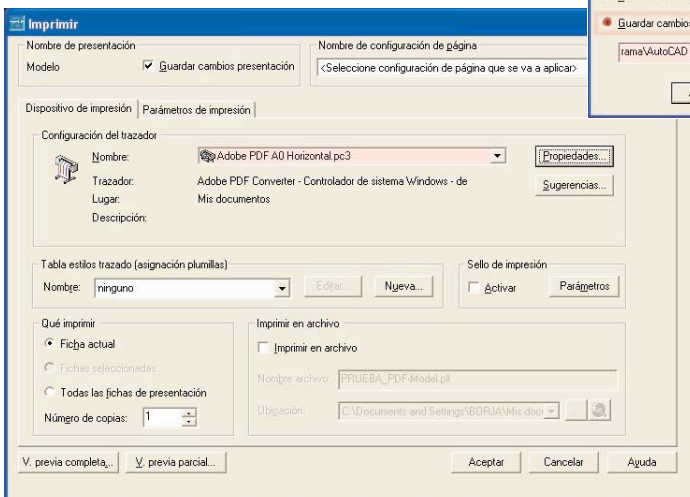 Guardar cambios
rama\AutoCAD
Imprimir
Nombre de presentación
Modelo
Guardar cambios presentación
Nombre de configuración de página
<Seleccione configuración de página que se va a aplicar>
Dispositivo de impresión
Parámetros de impresión
Configuración del trazador
Nombre:
Adobe PDF A0 Horizontal.pc3
Propiedades...
Trazador:
Adobe PDF Converter - Controlador de sistema Windows - de
Sugerencias...
Lugar:
Mis documentos
Descripción:
Tabla estilos trazado (asignación plumillas)
Nombre:
ninguno
Editar...
Nueva...
Sello de impresión
Activar
Parámetros
Qué imprimir
Ficha actual
Fichas seleccionadas
Todas las fichas de presentación
Número de copias:
1
Imprimir en archivo
Imprimir en archivo
Nombre archivo:
PRUEBA_PDF-Model.plt
Ubicación:
C:\Documents and Settings\BORJA\Mis doc
...
V. previa completa...
V. previa parcial...
Aceptar
Cancelar
Ayuda